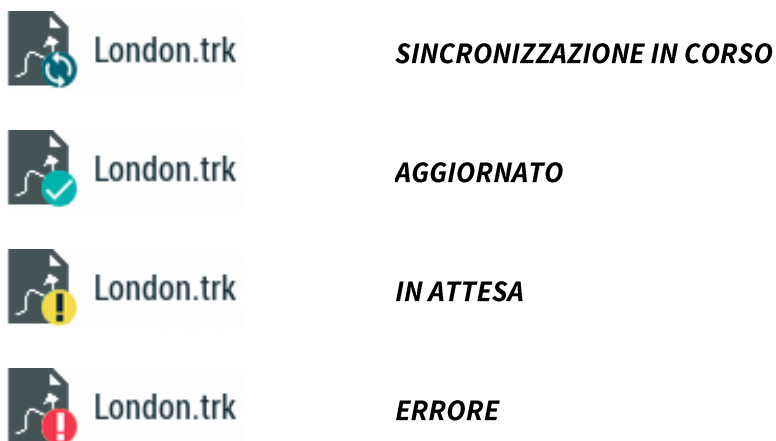 London.trk SINCRONIZZAZIONE IN CORSO
London.trk AGGIORNATO
London.trk IN ATTESA
London.trk ERRORE